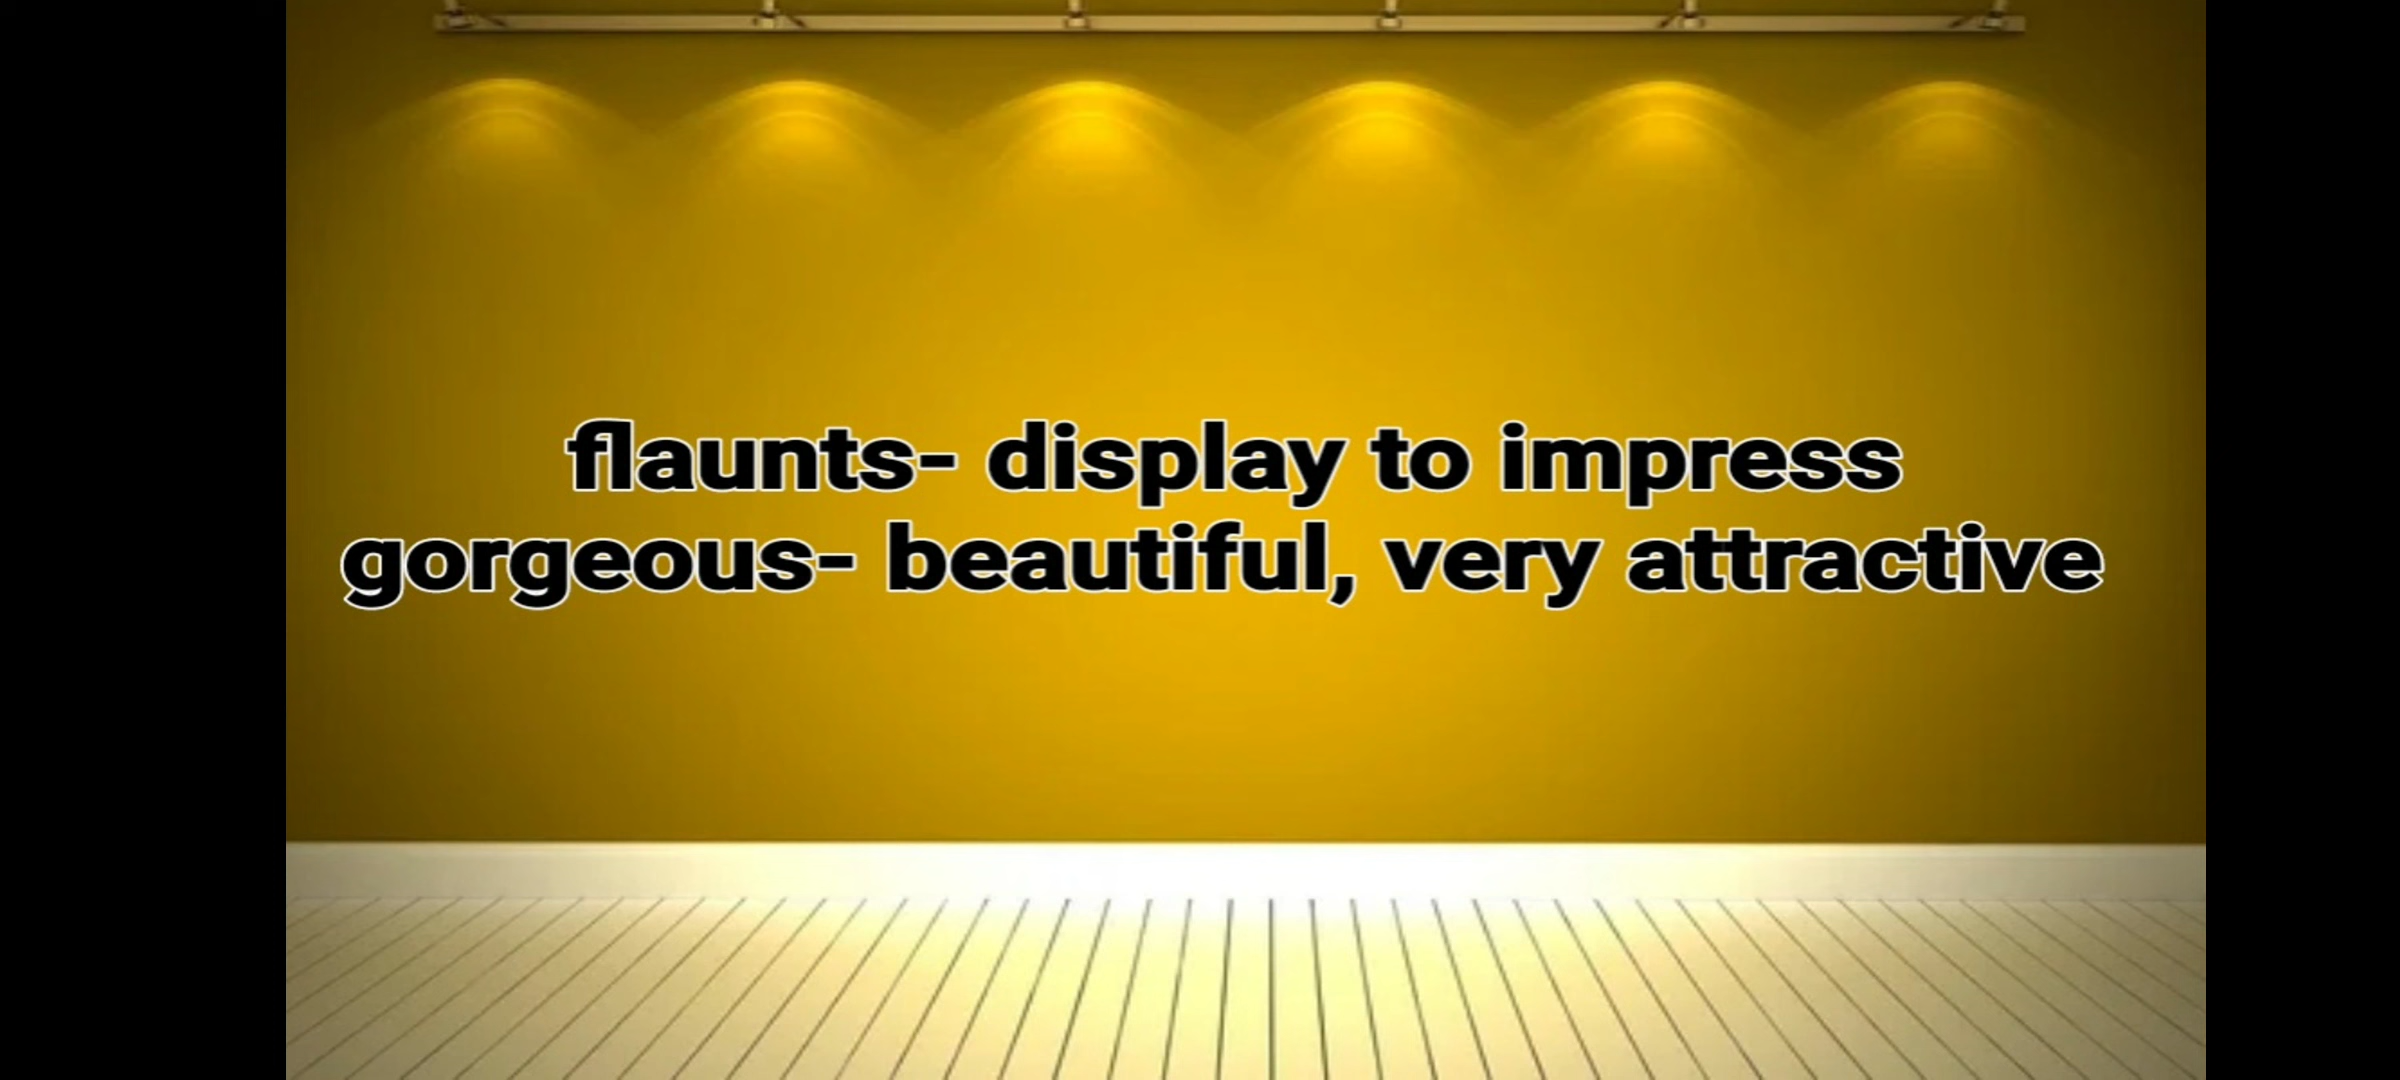 flaunts- display to impress
gorgeous- beautiful, very attractive